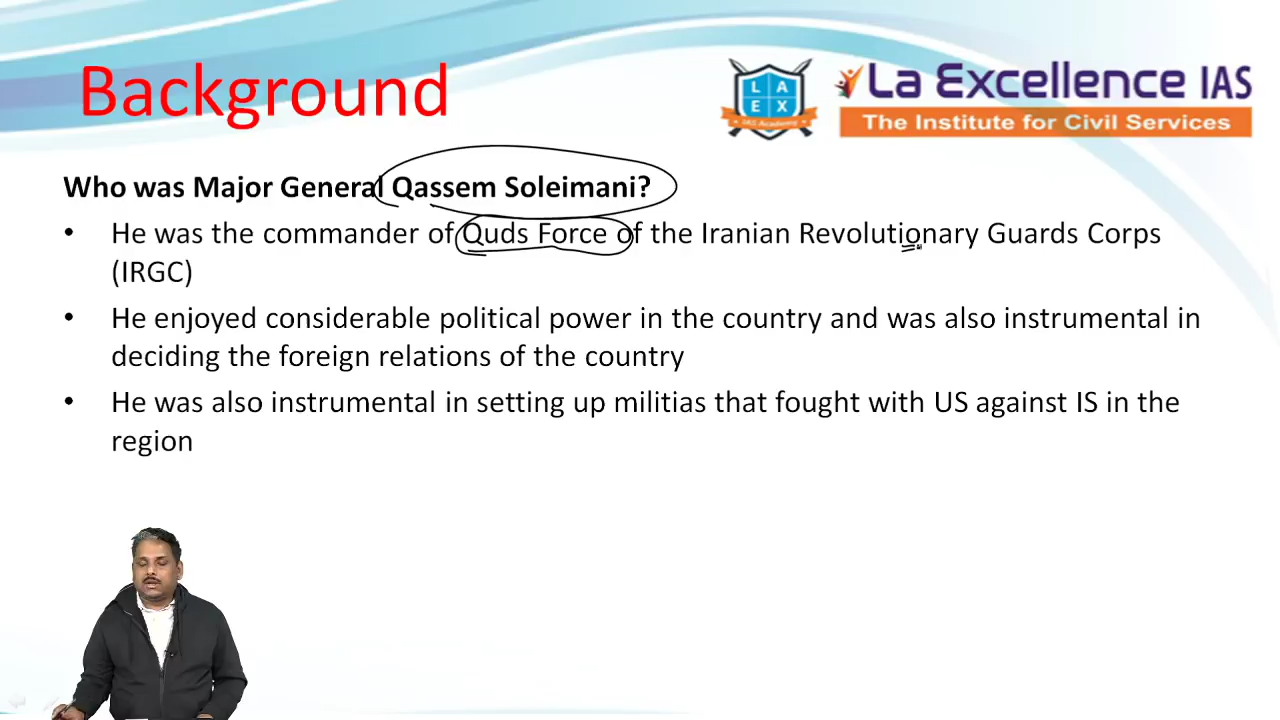 Background
L A
E X
IAS Academy
La Excellence IAS
The Institute for Civil Services
Who was Major General Qassem Soleimani?
• He was the commander of Quds Force of the Iranian Revolutionary Guards Corps
(IRGC)
• He enjoyed considerable political power in the country and was also instrumental in
deciding the foreign relations of the country
• He was also instrumental in setting up militias that fought with US against IS in the
region